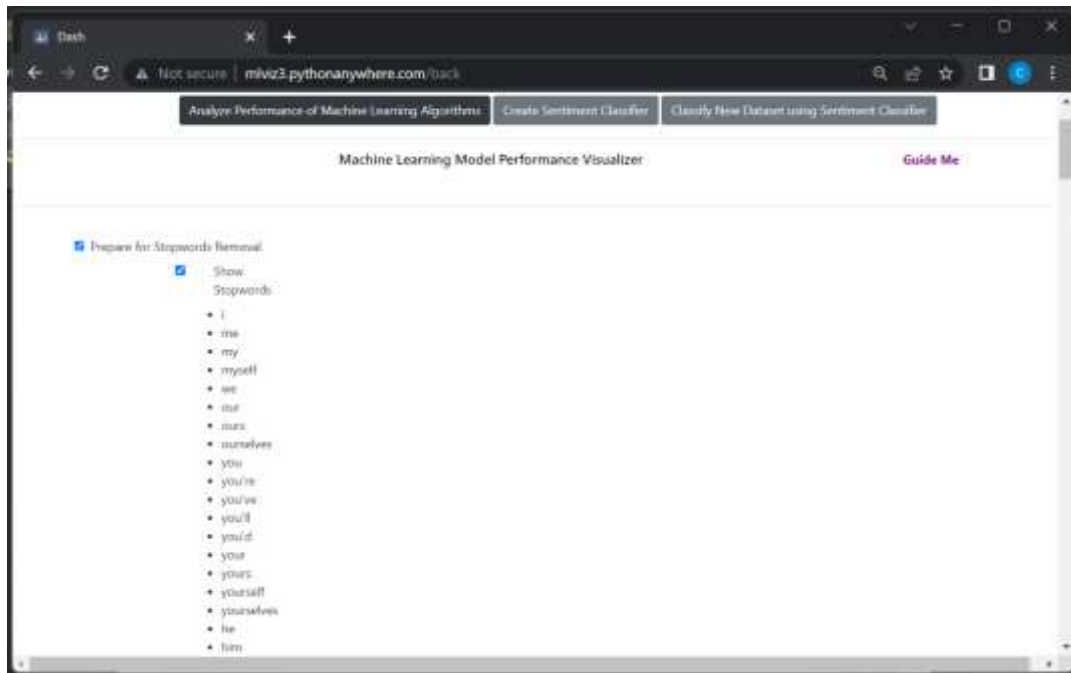 Dash
Not secure | mlviz3.pythonanywhere.com/back
Analyze Performance of Machine Learning Algorithms Create Sentiment Classifier Classify New Dataset using Sentiment Classifier
Machine Learning Model Performance Visualizer Guide Me
Prepare for Stopwords Removal
Show
Stopwords
i
me
my
myself
we
our
ours
ourselves
you
you're
you've
you'll
you'd
your
yours
yourself
yourselves
he
him